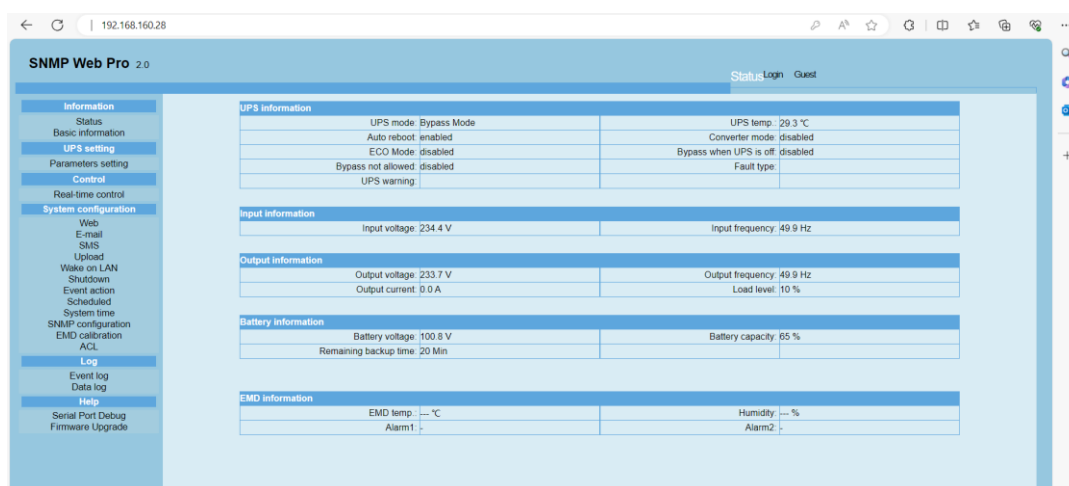 192.168.160.28
SNMP Web Pro 2.0
Status Login Guest
Information
Status
Basic information
UPS setting
Parameters setting
Control
Real-time control
System configuration
Web
E-mail
SMS
Upload
Wake on LAN
Shutdown
Event action
Scheduled
System time
SNMP configuration
EMD calibration
ACL
Log
Event log
Data log
Help
Serial Port Debug
Firmware Upgrade
UPS information
UPS mode: Bypass Mode UPS temp.: 29.3 ℃
Auto reboot: enabled Converter mode: disabled
ECO Mode: disabled Bypass when UPS is off: disabled
Bypass not allowed: disabled Fault type:
UPS warning:
Input information
Input voltage: 234.4 V Input frequency: 49.9 Hz
Output information
Output voltage: 233.7 V Output frequency: 49.9 Hz
Output current: 0.0 A Load level: 10 %
Battery information
Battery voltage: 100.8 V Battery capacity: 65 %
Remaining backup time: 20 Min
EMD information
EMD temp.: --- ℃ Humidity: --- %
Alarm1: - Alarm2: -